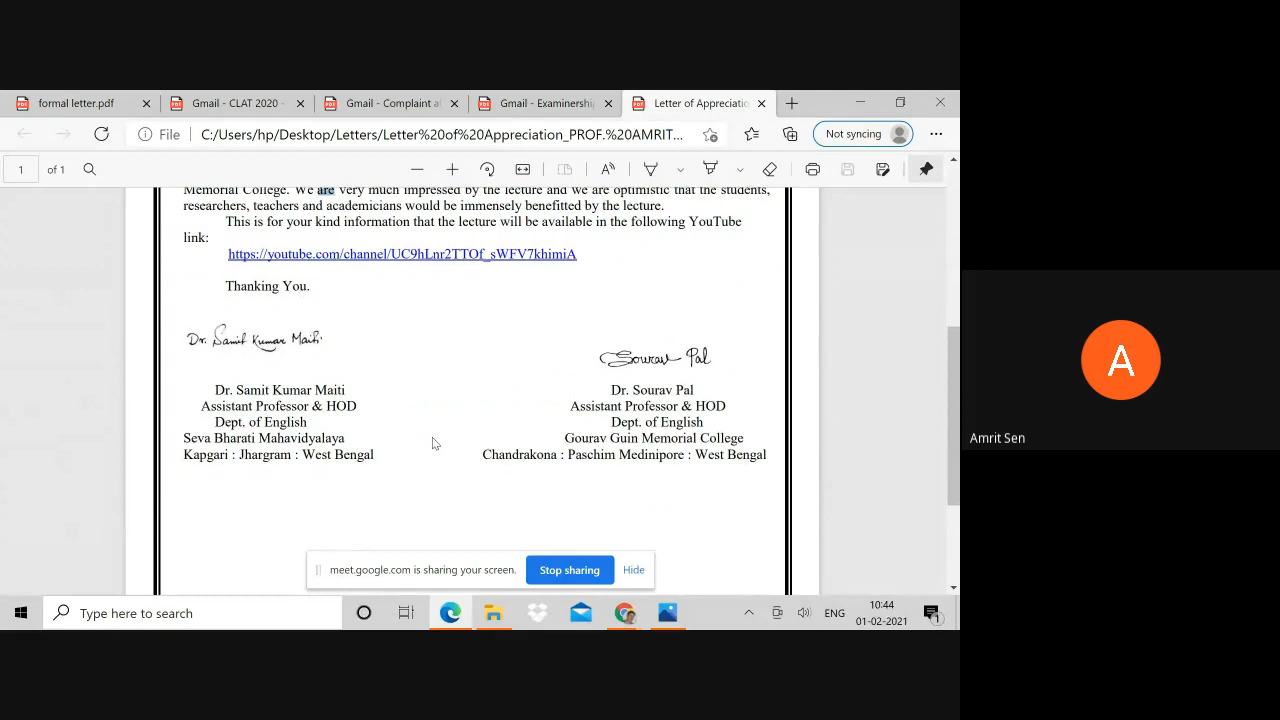 formal letter.pdf
Gmail - CLAT 2020 -
Gmail - Complaint a
Gmail - Examinership
Letter of Appreciatio
File
C:/Users/hp/Desktop/Letters/Letter%20of%20Appreciation_PROF.%20AMRIT...
Not syncing
1 of 1
Memorial College. We are very much impressed by the lecture and we are optimistic that the students,
researchers, teachers and academicians would be immensely benefitted by the lecture.
This is for your kind information that the lecture will be available in the following YouTube
link:
https://youtube.com/channel/UC9hLnr2TTOf_sWFV7khimiA
Thanking You.
Dr. Samit Kumar Maiti
Sourav Pal
Dr. Samit Kumar Maiti
Assistant Professor & HOD
Dept. of English
Seva Bharati Mahavidyalaya
Kapgari : Jhargram : West Bengal
Dr. Sourav Pal
Assistant Professor & HOD
Dept. of English
Gourav Guin Memorial College
Chandrakona : Paschim Medinipore : West Bengal
meet.google.com is sharing your screen.
Stop sharing
Hide
Type here to search
ENG
10:44
01-02-2021
1
A
Amrit Sen